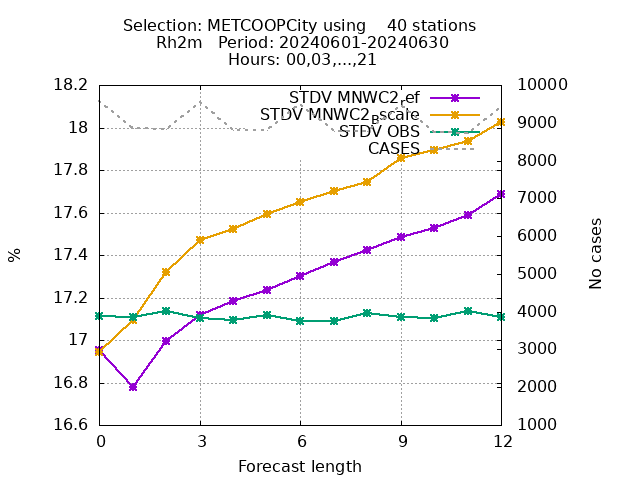 Selection: METCOOPCity using    40 stations
Rh2m   Period: 20240601-20240630
Hours: 00,03,...,21
18.2
18
17.8
17.6
17.4
17.2
17
16.8
16.6
%
STDV MNWC2ref
STDV MNWC2Bscale
STDV OBS
CASES
10000
9000
8000
7000
6000
5000
4000
3000
2000
1000
No cases
0
3
6
9
12
Forecast length